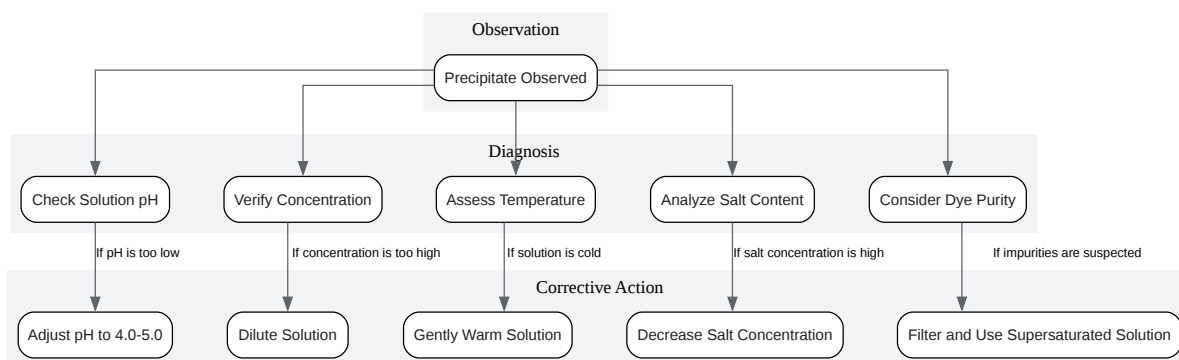 Observation
Precipitate Observed
Diagnosis
Check Solution pH
Verify Concentration
Assess Temperature
Analyze Salt Content
Consider Dye Purity
If pH is too low
If concentration is too high
If solution is cold
If salt concentration is high
If impurities are suspected
Corrective Action
Adjust pH to 4.0-5.0
Dilute Solution
Gently Warm Solution
Decrease Salt Concentration
Filter and Use Supersaturated Solution